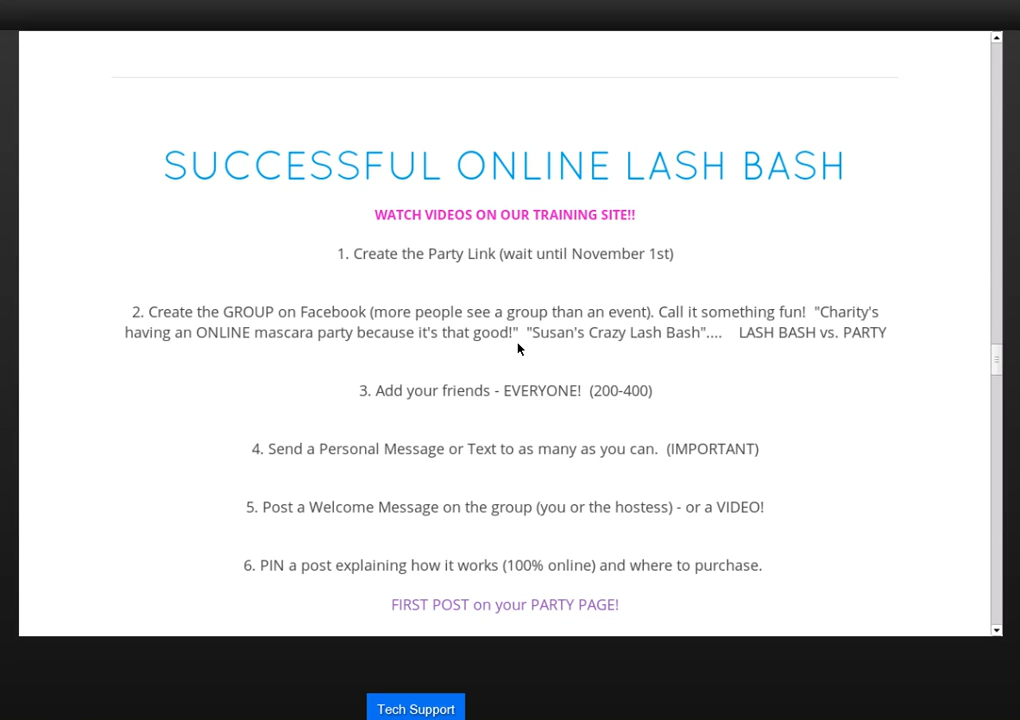 SUCCESSFUL ONLINE LASH BASH
WATCH VIDEOS ON OUR TRAINING SITE!!
1. Create the Party Link (wait until November 1st)
2. Create the GROUP on Facebook (more people see a group than an event). Call it something fun!  "Charity's
having an ONLINE mascara party because it's that good!"  "Susan's Crazy Lash Bash"....    LASH BASH vs. PARTY
3. Add your friends - EVERYONE!  (200-400)
4. Send a Personal Message or Text to as many as you can.  (IMPORTANT)
5. Post a Welcome Message on the group (you or the hostess) - or a VIDEO!
6. PIN a post explaining how it works (100% online) and where to purchase.
FIRST POST on your PARTY PAGE!
Tech Support